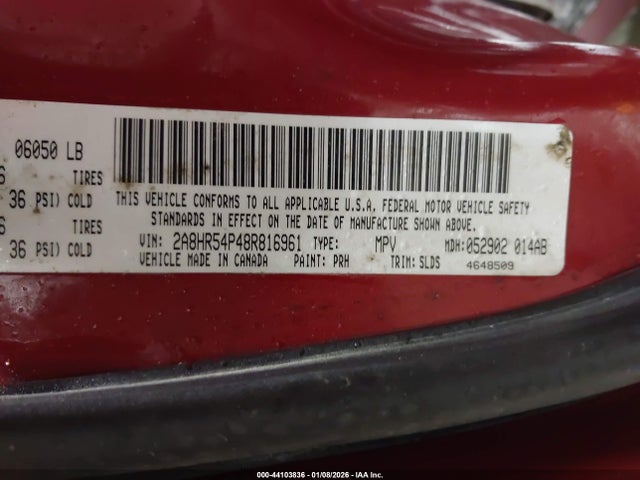 06050 LB
6 TIRES
36 PSI) COLD
6 TIRES
36 PSI) COLD
THIS VEHICLE CONFORMS TO ALL APPLICABLE U.S.A. FEDERAL MOTOR VEHICLE SAFETY
STANDARDS IN EFFECT ON THE DATE OF MANUFACTURE SHOWN ABOVE.
VIN: 2A8HR54P48R816961 TYPE: MPV MDH: 052902 014AB
VEHICLE MADE IN CANADA PAINT: PRH TRIM: SLDS 4648509
000-44103836 - 01/08/2026 - IAA Inc.